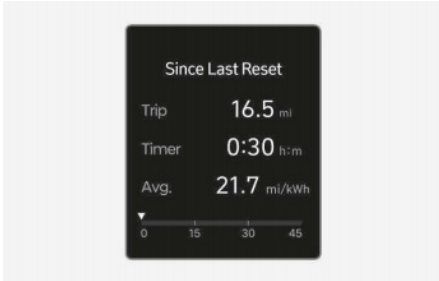 Since Last Reset
Trip 16.5 mi
Timer 0:30 h:m
Avg. 21.7 mi/kWh
0 15 30 45